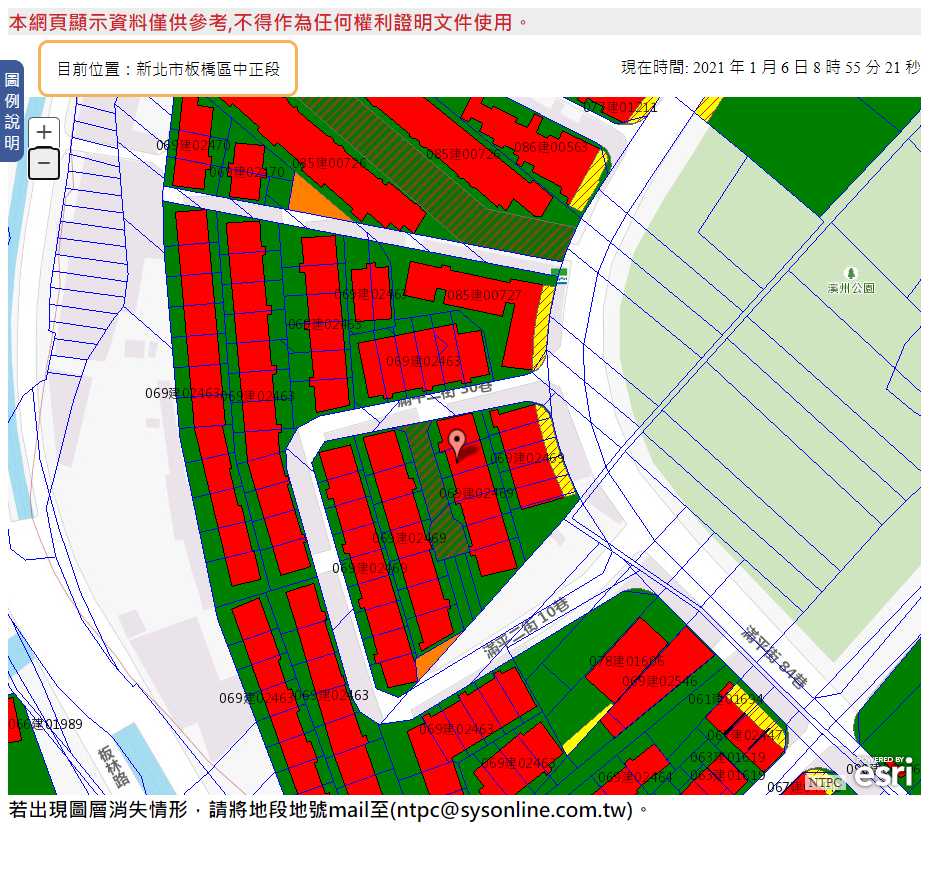 本網頁顯示資料僅供參考,不得作為任何權利證明文件使用。
目前位置：新北市板橋區中正段
現在時間: 2021 年 1 月 6 日 8 時 55 分 21 秒
圖例說明
+
−
077建01211
069建02470
086建00563
085建00726
085建00726
069建02470
溪州公園
069建02463
085建00727
069建02463
069建02463
069建02463
069建02463
滿平二街 30巷
069建02469
069建02469
069建02469
069建02469
滿平二街 10巷
滿平街 84巷
078建01606
069建02546
069建02463
069建02463
061建01694
066建01989
069建02463
069建02447
板林路
069建02463
063建01619
069建02464
063建01619
POWERED BY
esri
NTPC
若出現圖層消失情形，請將地段地號mail至(ntpc@sysonline.com.tw)。